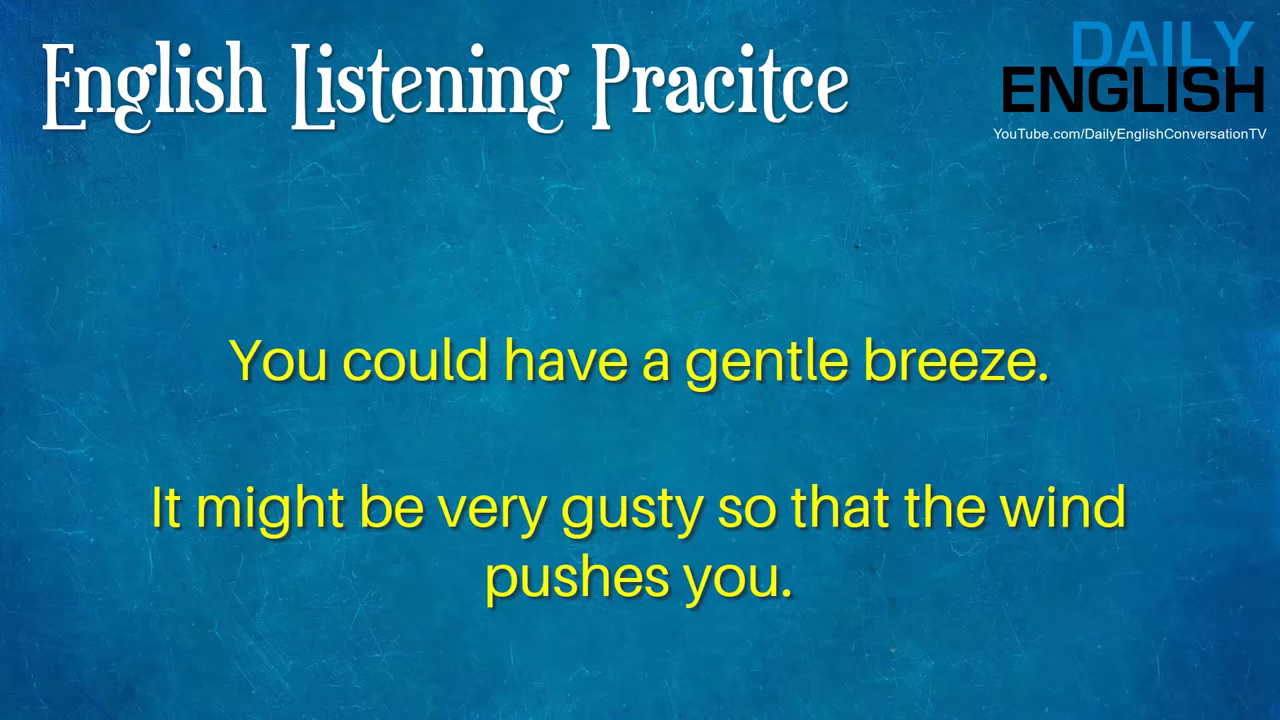 English Listening Pracitce
DAILY
ENGLISH
YouTube.com/DailyEnglishConversationTV
You could have a gentle breeze.
It might be very gusty so that the wind
pushes you.